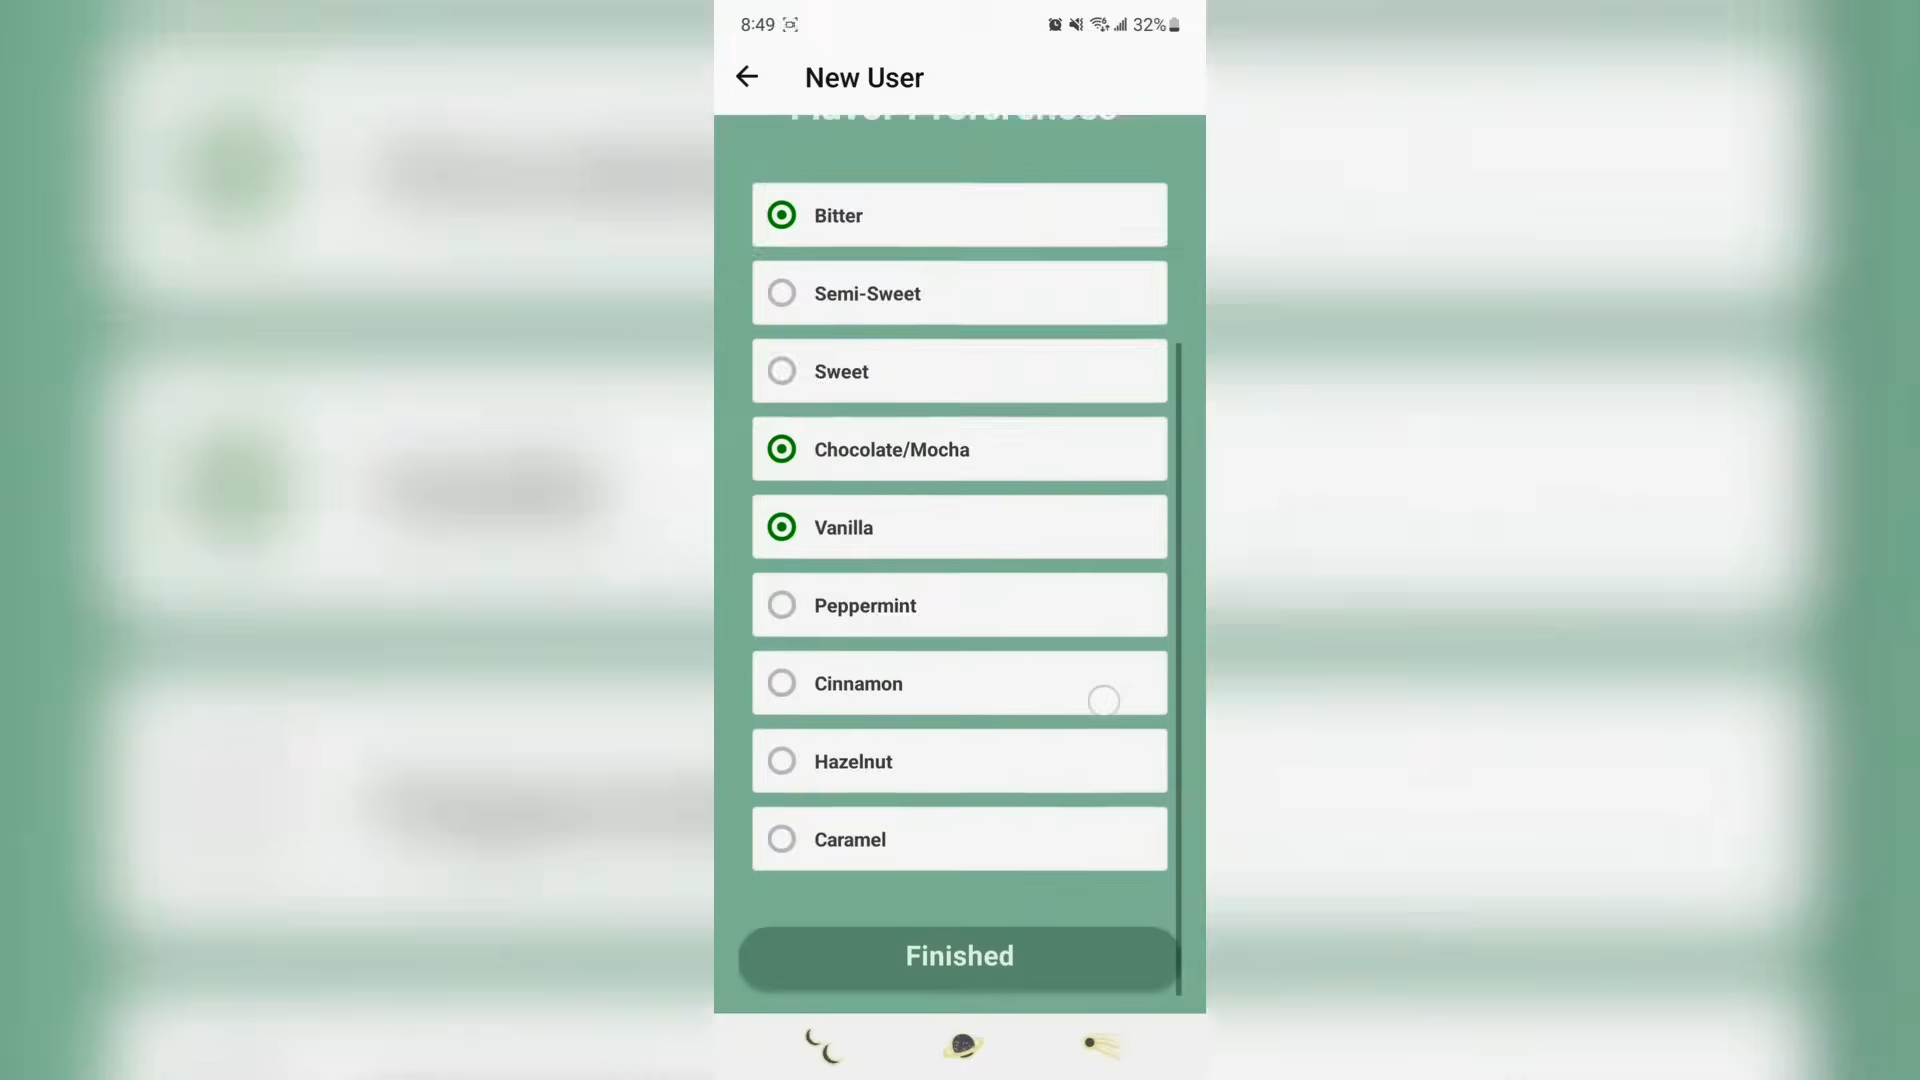 8:49 32%
New User
Flavor Preferences
Bitter
Semi-Sweet
Sweet
Chocolate/Mocha
Vanilla
Peppermint
Cinnamon
Hazelnut
Caramel
Finished